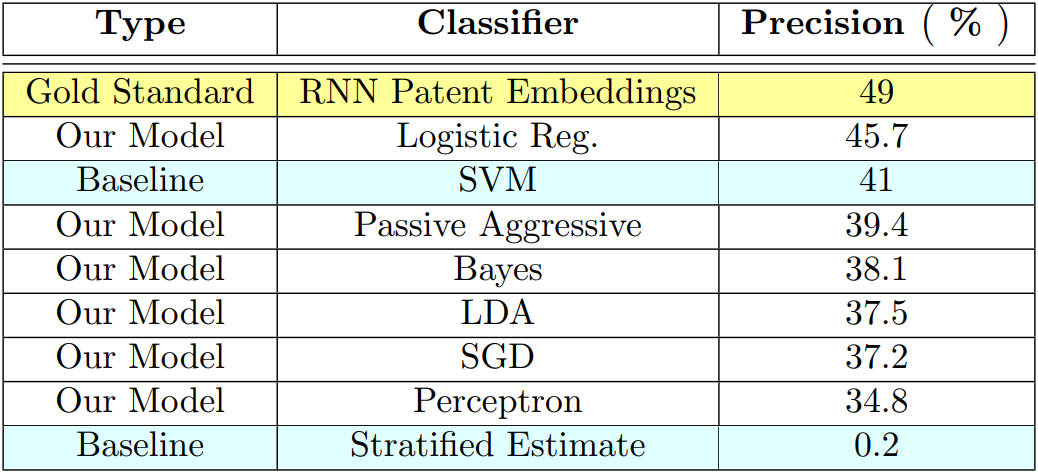 Type Classifier Precision ( % )
Gold Standard RNN Patent Embeddings 49
Our Model Logistic Reg. 45.7
Baseline SVM 41
Our Model Passive Aggressive 39.4
Our Model Bayes 38.1
Our Model LDA 37.5
Our Model SGD 37.2
Our Model Perceptron 34.8
Baseline Stratified Estimate 0.2